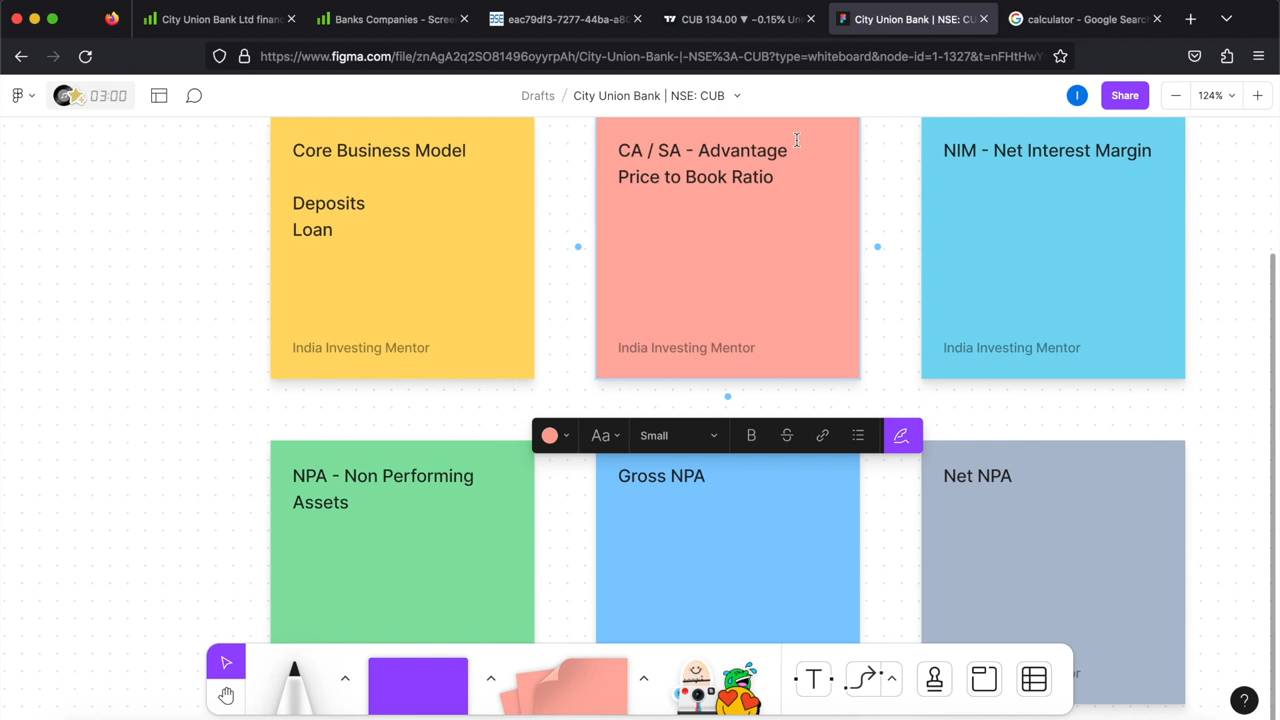 City Union Bank Ltd financ
Banks Companies - Scree
eac79df3-7277-44ba-a8
CUB 134.00 ▼ −0.15% Un
City Union Bank | NSE: CU
calculator - Google Search
https://www.figma.com/file/znAgA2q2SO81496oyyrpAh/City-Union-Bank-|-NSE%3A-CUB?type=whiteboard&node-id=1-1327&t=nFHtHw
03:00
Drafts / City Union Bank | NSE: CUB
I
Share
124%
Core Business Model
Deposits
Loan
India Investing Mentor
CA / SA - Advantage
Price to Book Ratio
India Investing Mentor
NIM - Net Interest Margin
India Investing Mentor
Aa
Small
B
S
NPA - Non Performing
Assets
Gross NPA
Net NPA
T
?